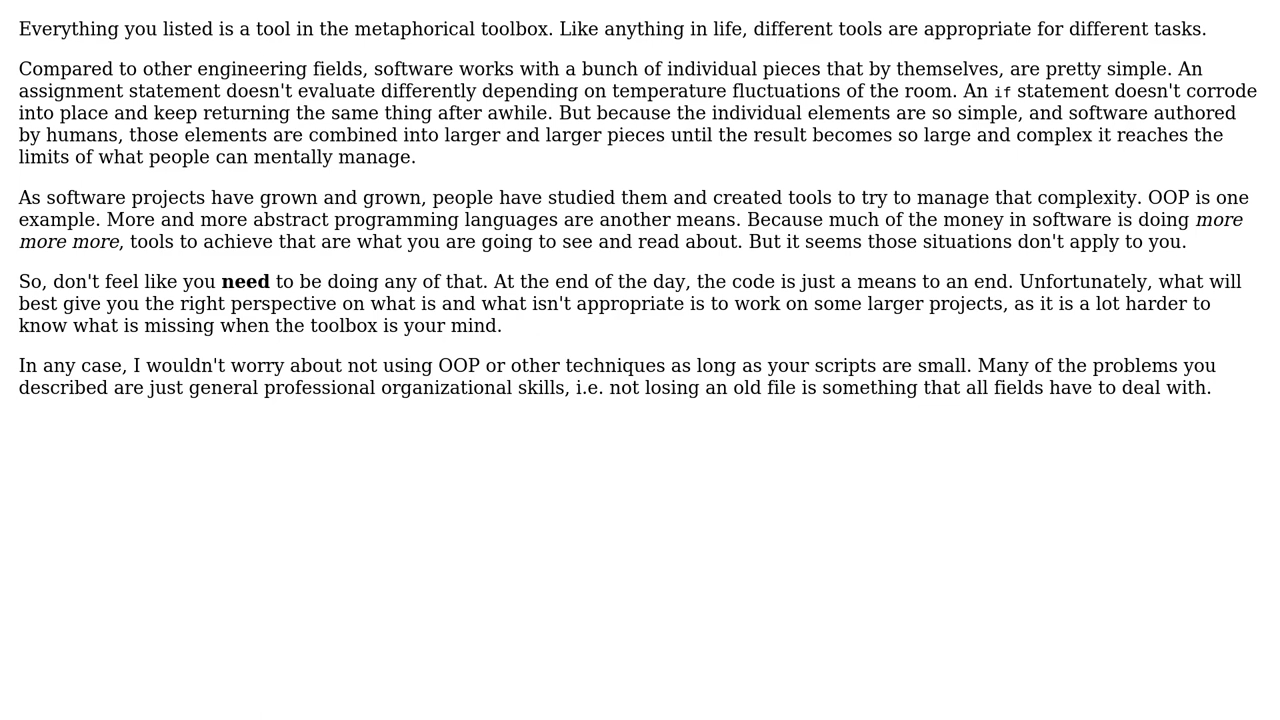 Everything you listed is a tool in the metaphorical toolbox. Like anything in life, different tools are appropriate for different tasks.
Compared to other engineering fields, software works with a bunch of individual pieces that by themselves, are pretty simple. An
assignment statement doesn't evaluate differently depending on temperature fluctuations of the room. An if statement doesn't corrode
into place and keep returning the same thing after awhile. But because the individual elements are so simple, and software authored
by humans, those elements are combined into larger and larger pieces until the result becomes so large and complex it reaches the
limits of what people can mentally manage.
As software projects have grown and grown, people have studied them and created tools to try to manage that complexity. OOP is one
example. More and more abstract programming languages are another means. Because much of the money in software is doing more
more more, tools to achieve that are what you are going to see and read about. But it seems those situations don't apply to you.
So, don't feel like you need to be doing any of that. At the end of the day, the code is just a means to an end. Unfortunately, what will
best give you the right perspective on what is and what isn't appropriate is to work on some larger projects, as it is a lot harder to
know what is missing when the toolbox is your mind.
In any case, I wouldn't worry about not using OOP or other techniques as long as your scripts are small. Many of the problems you
described are just general professional organizational skills, i.e. not losing an old file is something that all fields have to deal with.